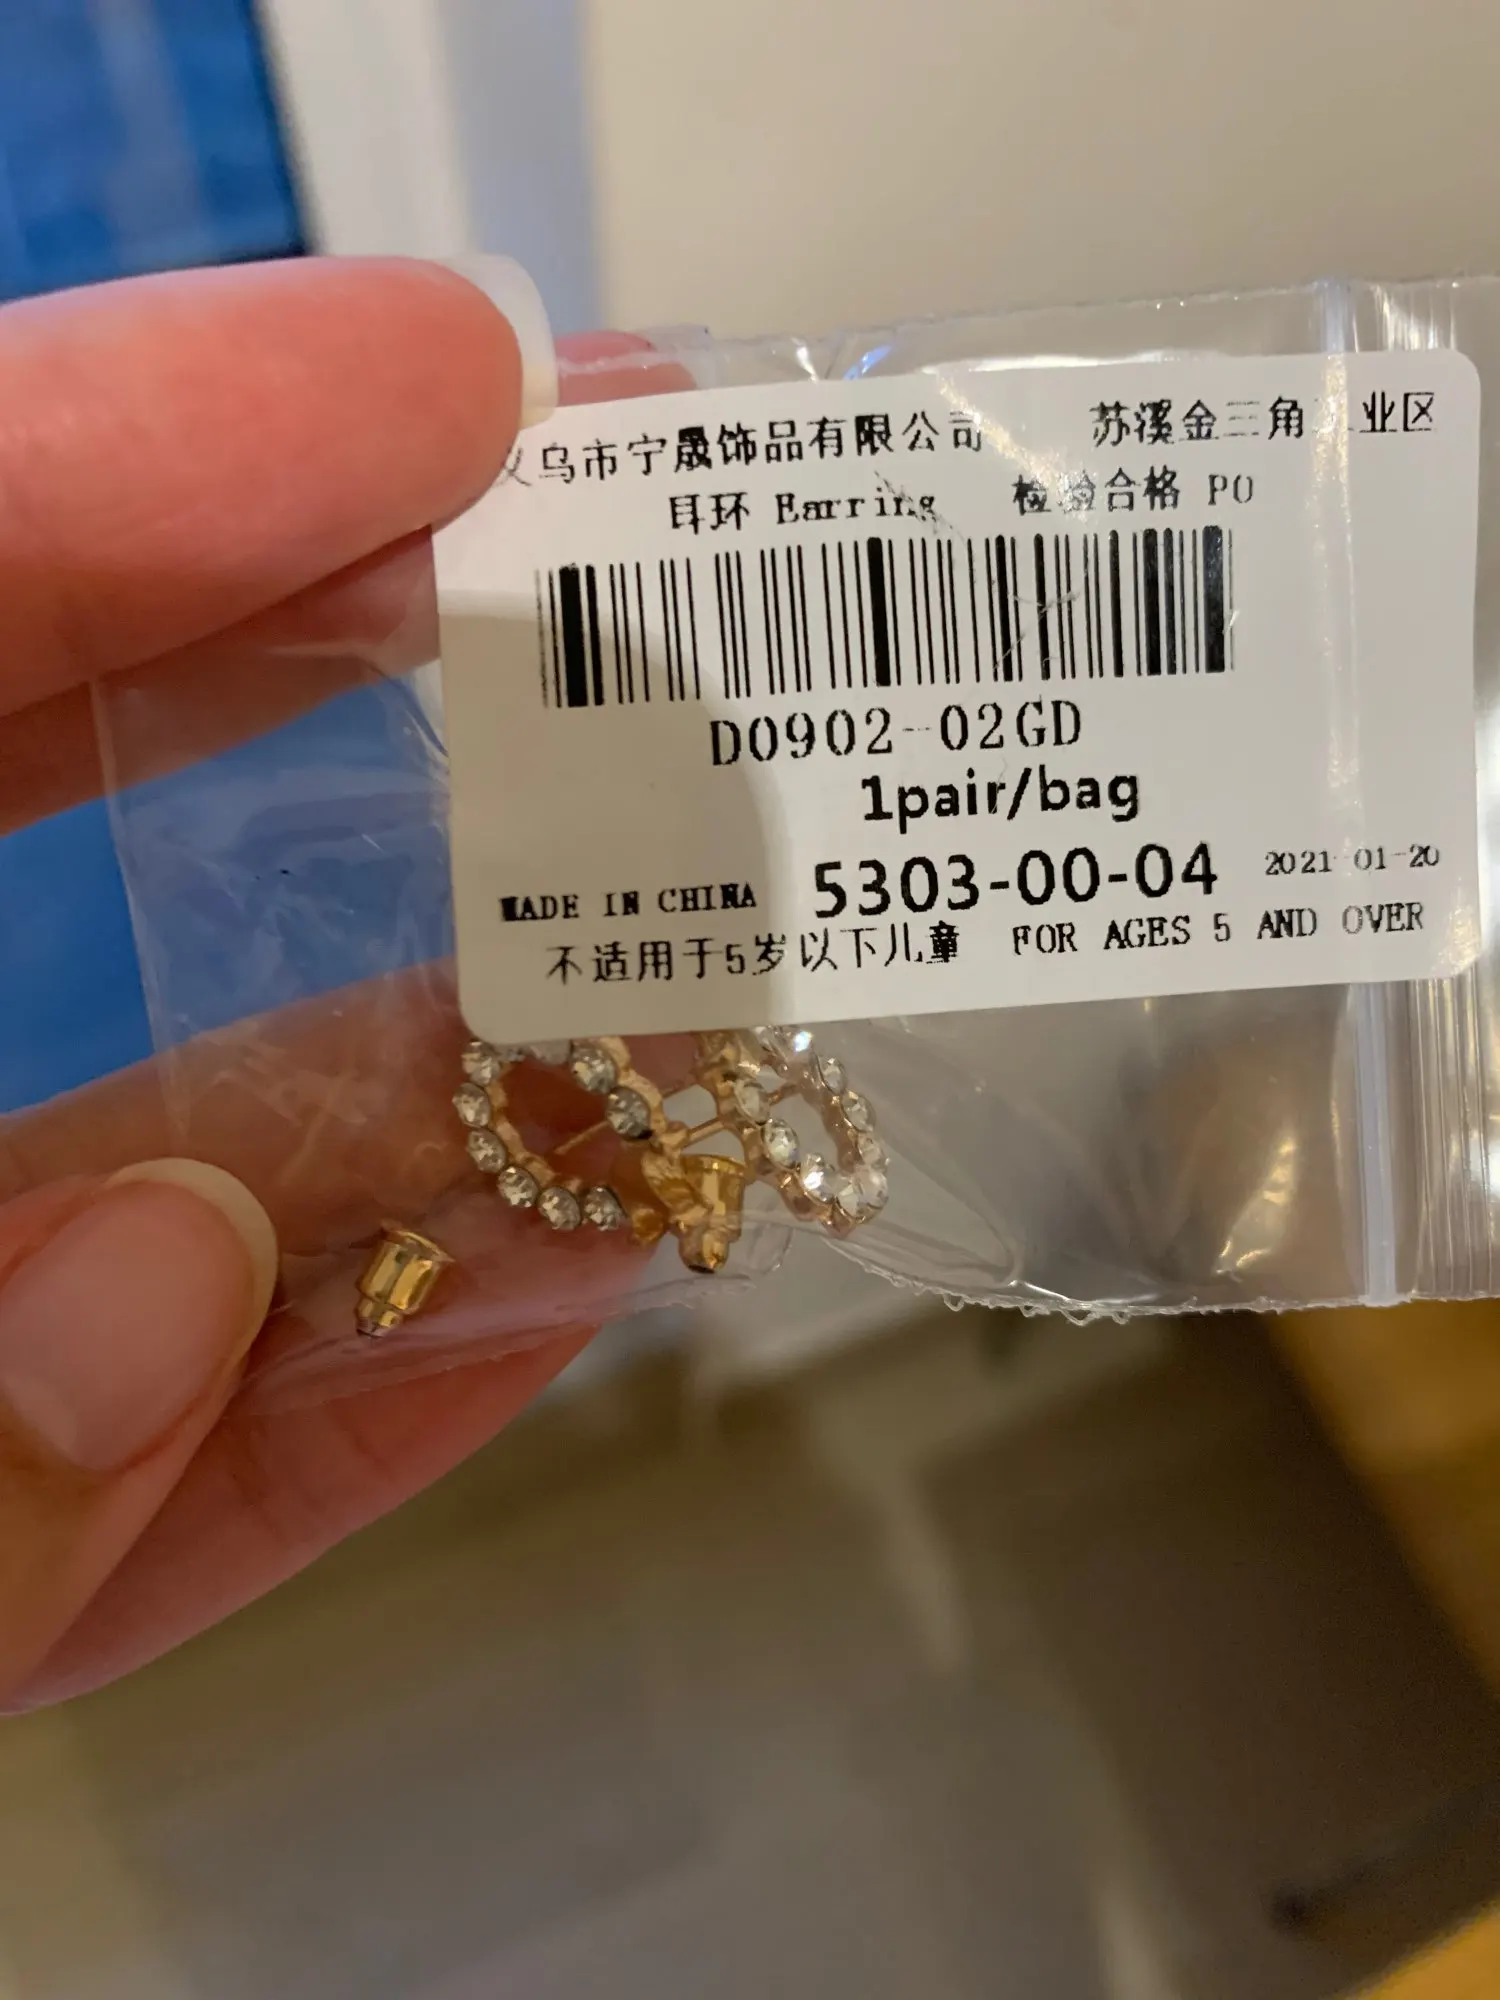 义乌市宁晟饰品有限公司 苏溪金三角工业区
耳环 Earring 检验合格 PO
D0902-02GD
1pair/bag
MADE IN CHINA 5303-00-04 2021-01-20
不适用于5岁以下儿童 FOR AGES 5 AND OVER